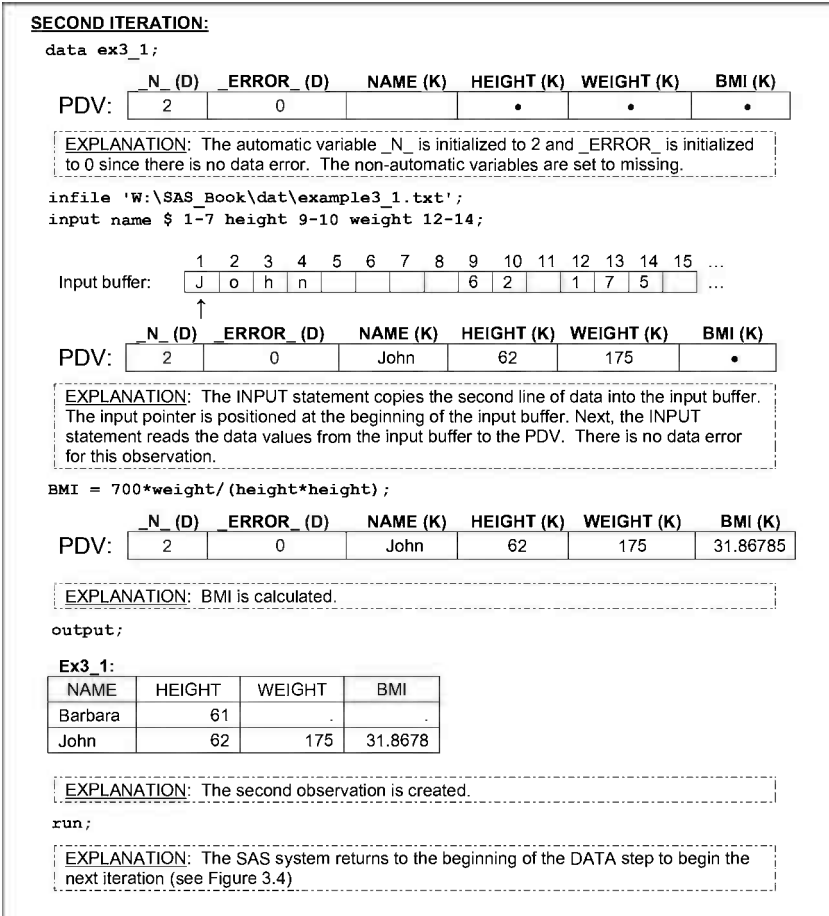 SECOND ITERATION:
data ex3_1;
_N_ (D) _ERROR_ (D) NAME (K) HEIGHT (K) WEIGHT (K) BMI (K)
PDV: 2 0 • • •
EXPLANATION: The automatic variable _N_ is initialized to 2 and _ERROR_ is initialized
to 0 since there is no data error. The non-automatic variables are set to missing.
infile 'W:\SAS_Book\dat\example3_1.txt';
input name $ 1-7 height 9-10 weight 12-14;
1 2 3 4 5 6 7 8 9 10 11 12 13 14 15 ...
Input buffer: J o h n 6 2 1 7 5 ...
↑
_N_ (D) _ERROR_ (D) NAME (K) HEIGHT (K) WEIGHT (K) BMI (K)
PDV: 2 0 John 62 175 •
EXPLANATION: The INPUT statement copies the second line of data into the input buffer.
The input pointer is positioned at the beginning of the input buffer. Next, the INPUT
statement reads the data values from the input buffer to the PDV. There is no data error
for this observation.
BMI = 700*weight/(height*height);
_N_ (D) _ERROR_ (D) NAME (K) HEIGHT (K) WEIGHT (K) BMI (K)
PDV: 2 0 John 62 175 31.86785
EXPLANATION: BMI is calculated.
output;
Ex3_1:
NAME HEIGHT WEIGHT BMI
Barbara 61 . .
John 62 175 31.8678
EXPLANATION: The second observation is created.
run;
EXPLANATION: The SAS system returns to the beginning of the DATA step to begin the
next iteration (see Figure 3.4)